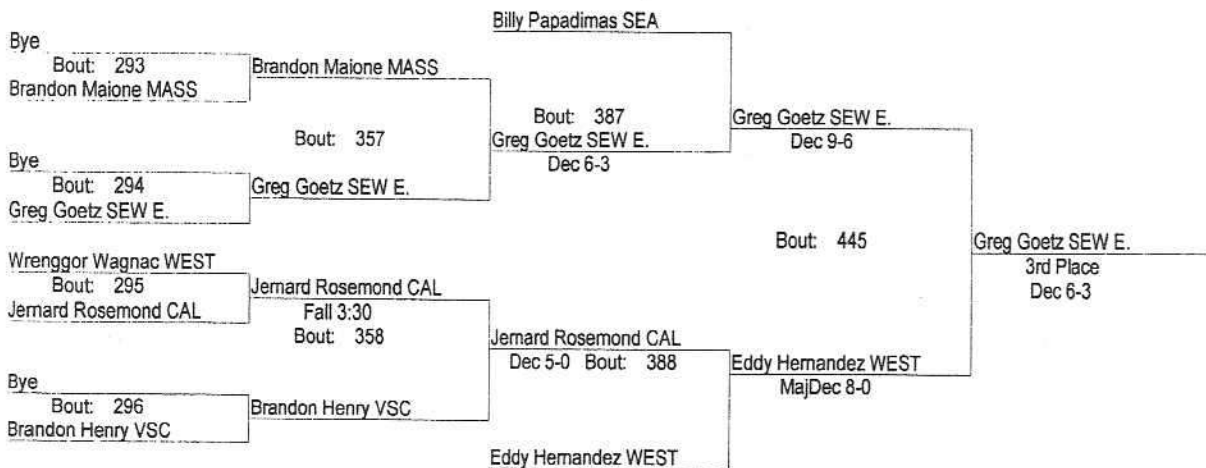 Billy Papadimas SEA
Bye
Bout: 293
Brandon Maione MASS
Brandon Maione MASS
Bout: 387
Greg Goetz SEW E.
Dec 9-6
Bout: 357
Greg Goetz SEW E.
Dec 6-3
Bye
Bout: 294
Greg Goetz SEW E.
Greg Goetz SEW E.
Bout: 445
Greg Goetz SEW E.
3rd Place
Dec 6-3
Wrenggor Wagnac WEST
Bout: 295
Jernard Rosemond CAL
Jernard Rosemond CAL
Fall 3:30
Bout: 358
Jernard Rosemond CAL
Dec 5-0 Bout: 388
Eddy Hernandez WEST
MajDec 8-0
Bye
Bout: 296
Brandon Henry VSC
Brandon Henry VSC
Eddy Hernandez WEST